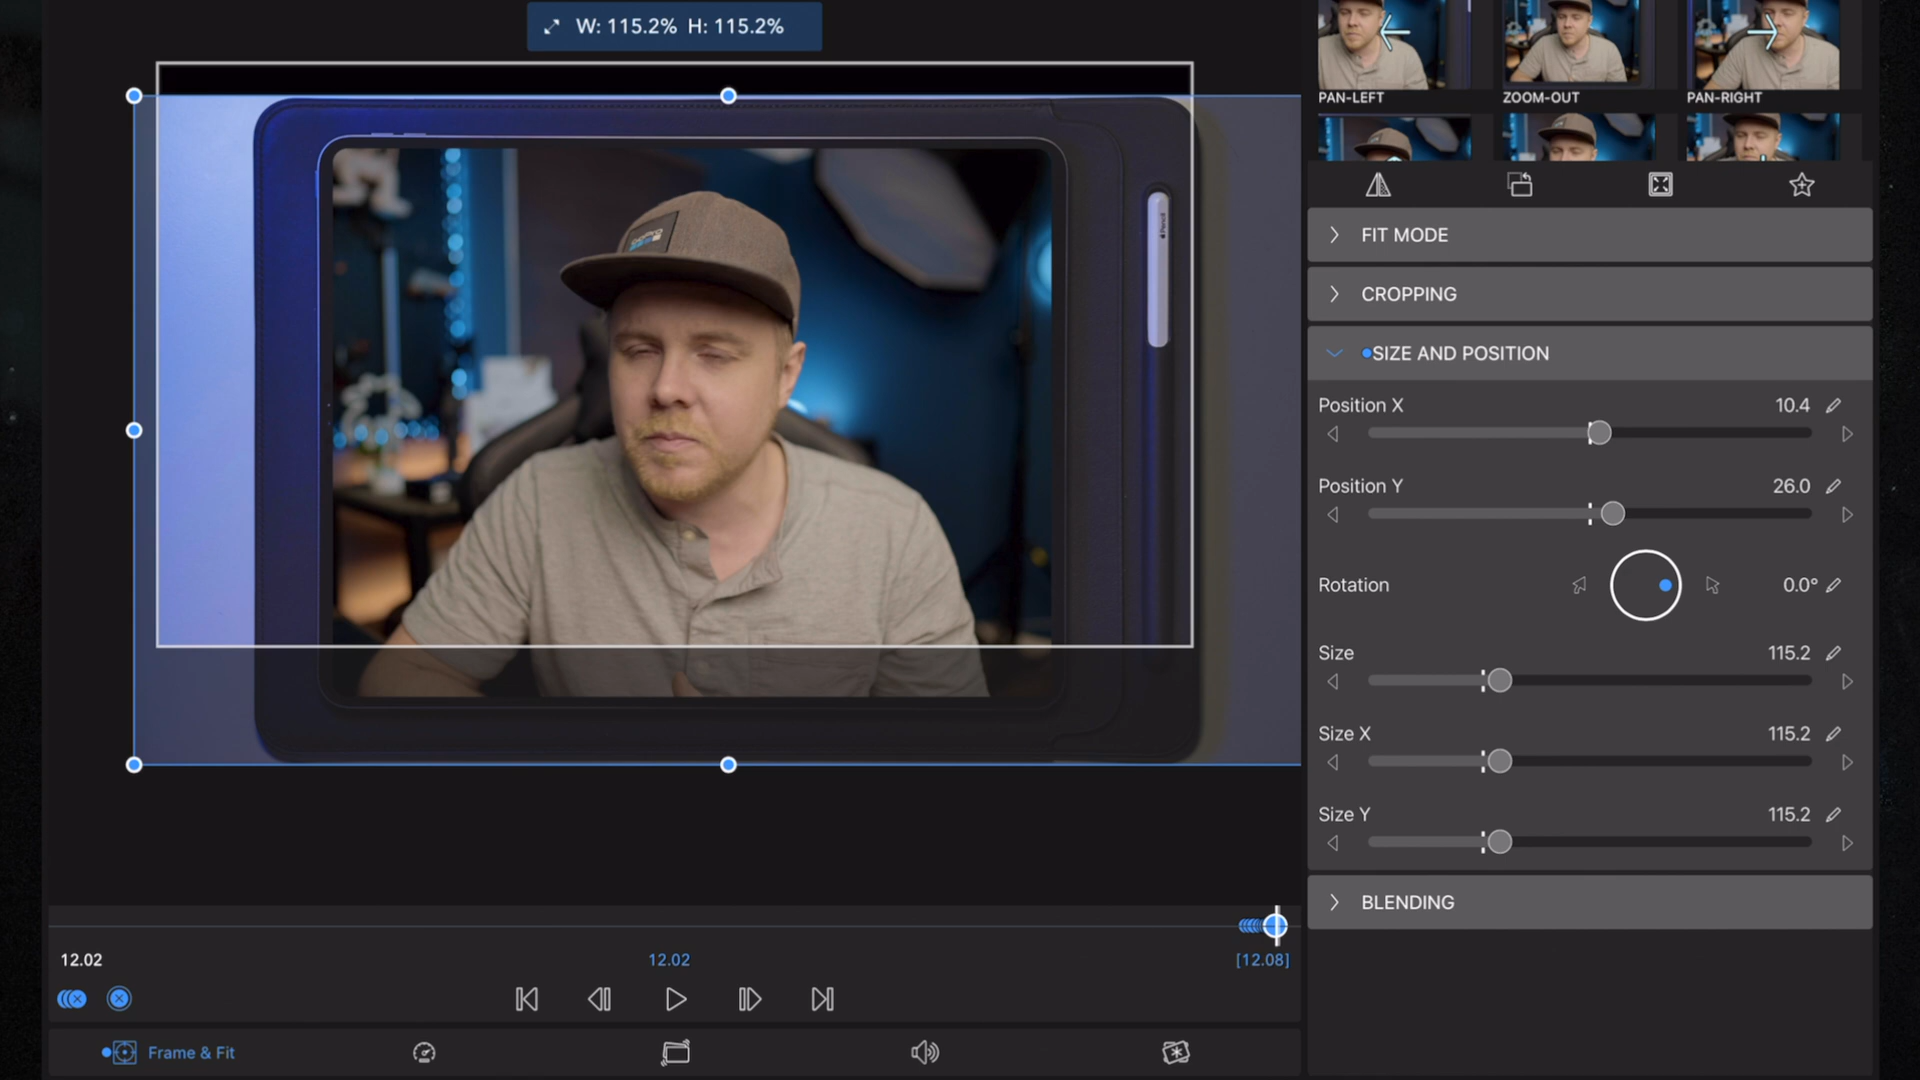 W: 115.2% H: 115.2%
PAN-LEFT
ZOOM-OUT
PAN-RIGHT
GoPro
Pencil
FIT MODE
CROPPING
SIZE AND POSITION
Position X
10.4
Position Y
26.0
Rotation
0.0°
Size
115.2
Size X
115.2
Size Y
115.2
BLENDING
12.02
12.02
[12.08]
Frame & Fit